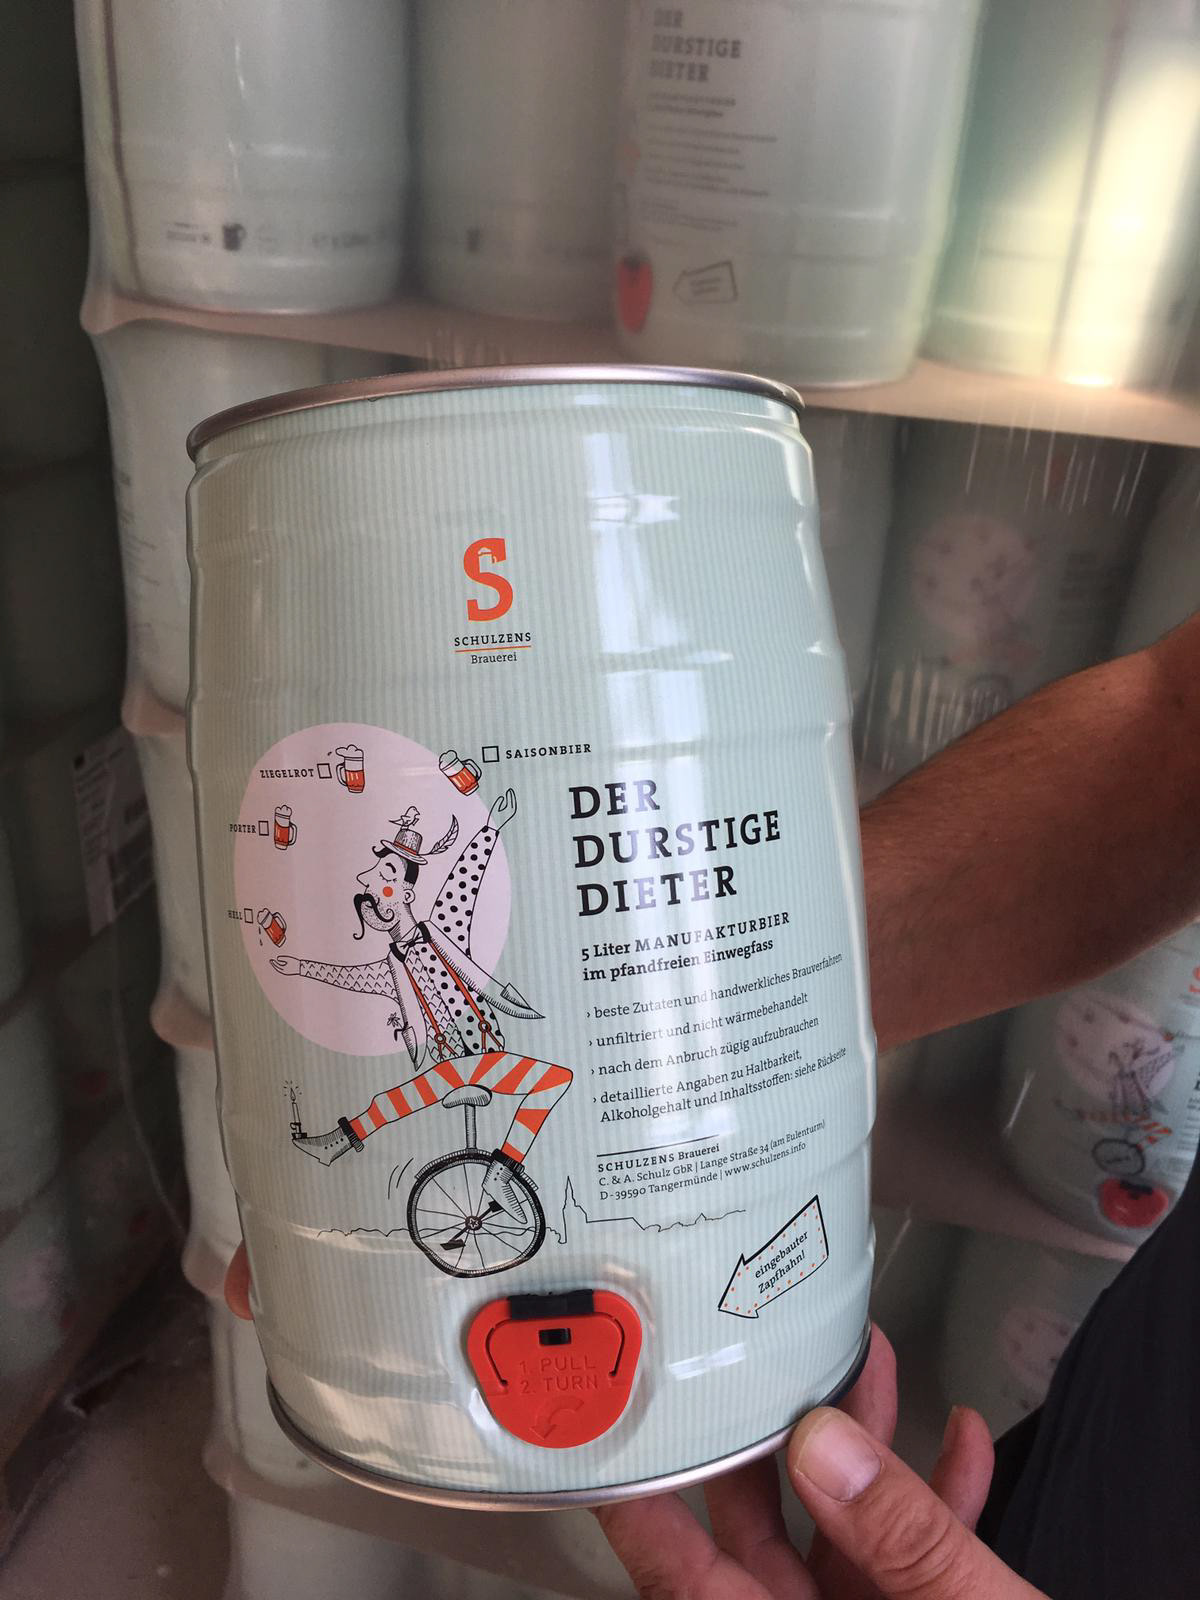 DER
DURSTIGE
DIETER
S
SCHULZENS
Brauerei
ZIEGELROT
SAISONBIER
PORTER
HELL
DER
DURSTIGE
DIETER
5 Liter MANUFAKTURBIER
im pfandfreien Einwegfass
› beste Zutaten und handwerkliches Brauverfahren
› unfiltriert und nicht wärmebehandelt
› nach dem Anbruch zügig aufzubrauchen
› detaillierte Angaben zu Haltbarkeit,
Alkoholgehalt und Inhaltsstoffen: siehe Rückseite
SCHULZENS Brauerei
C. & A. Schulz GbR | Lange Straße 34 (am Eulenturm)
D-39590 Tangermünde | www.schulzens.info
eingebauter
Zapfhahn!
1. PULL
2. TURN